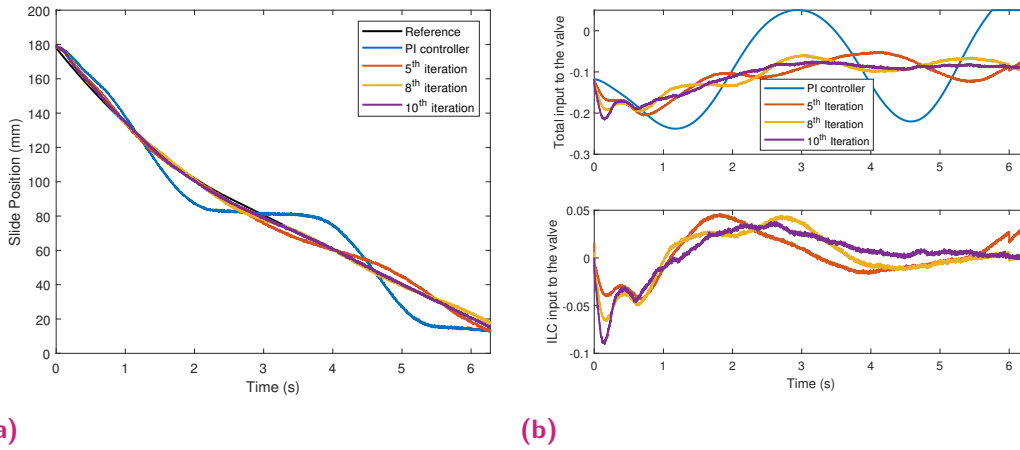 200
180
160
140
120
100
80
60
40
20
0
0 1 2 3 4 5 6
Slide Position (mm)
Time (s)
Reference
PI controller
5th iteration
8th iteration
10th iteration
a)
0
-0.1
-0.2
-0.3
0 1 2 3 4 5 6
Total input to the valve
PI controller
5th Iteration
8th Iteration
10th Iteration
0.05
0
-0.05
-0.1
0 1 2 3 4 5 6
ILC input to the valve
Time (s)
(b)